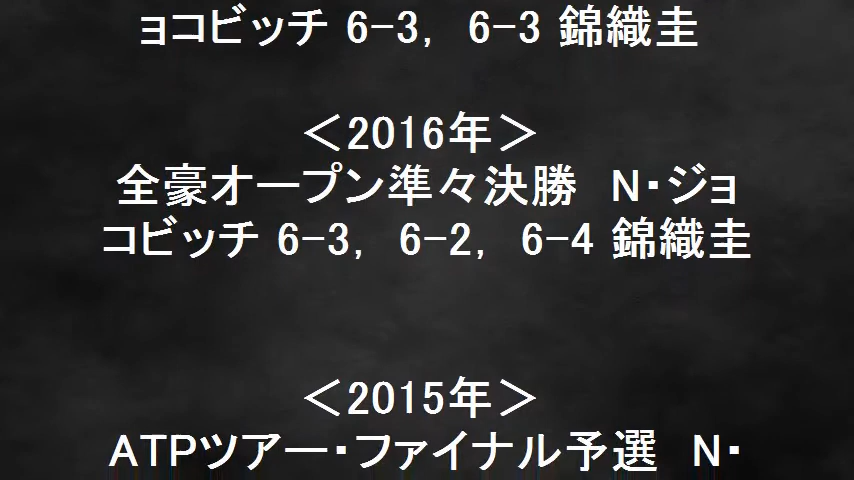 ョコビッチ 6-3， 6-3 錦織圭
＜2016年＞
全豪オープン準々決勝　N・ジョ
コビッチ 6-3， 6-2， 6-4 錦織圭
＜2015年＞
ATPツアー・ファイナル予選　N・